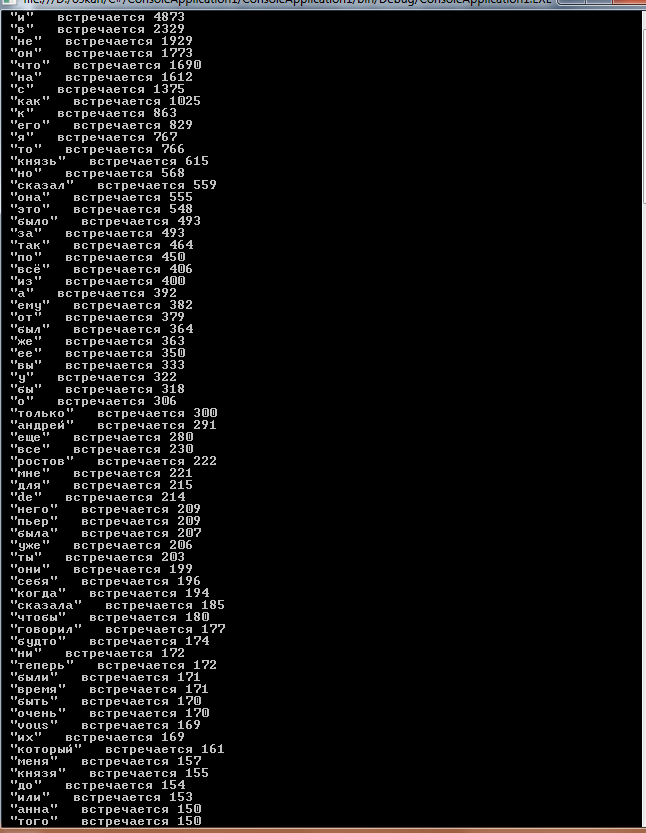 "и" встречается 4873
"в" встречается 2329
"не" встречается 1929
"он" встречается 1773
"что" встречается 1690
"на" встречается 1612
"с" встречается 1375
"как" встречается 1025
"к" встречается 863
"его" встречается 829
"я" встречается 767
"то" встречается 766
"князь" встречается 615
"но" встречается 568
"сказал" встречается 559
"она" встречается 555
"это" встречается 548
"было" встречается 493
"за" встречается 493
"так" встречается 464
"по" встречается 450
"всё" встречается 406
"из" встречается 400
"а" встречается 392
"ему" встречается 382
"от" встречается 379
"был" встречается 364
"же" встречается 363
"ее" встречается 350
"вы" встречается 333
"у" встречается 322
"бы" встречается 318
"о" встречается 306
"только" встречается 300
"андрей" встречается 291
"еще" встречается 280
"все" встречается 230
"ростов" встречается 222
"мне" встречается 221
"для" встречается 215
"de" встречается 214
"него" встречается 209
"пьер" встречается 209
"была" встречается 207
"уже" встречается 206
"ты" встречается 203
"они" встречается 199
"себя" встречается 196
"когда" встречается 194
"сказала" встречается 185
"чтобы" встречается 180
"говорил" встречается 177
"будто" встречается 174
"ни" встречается 172
"теперь" встречается 172
"были" встречается 171
"время" встречается 171
"быть" встречается 170
"очень" встречается 170
"vous" встречается 169
"их" встречается 169
"который" встречается 161
"меня" встречается 157
"князя" встречается 155
"до" встречается 154
"или" встречается 153
"анна" встречается 150
"того" встречается 150